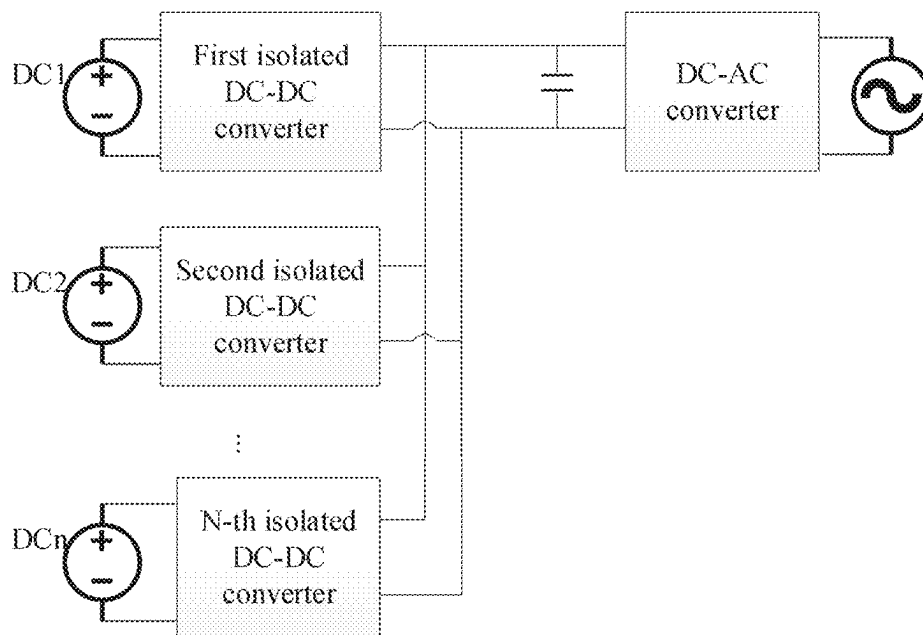 DC1
First isolated
DC-DC
converter
DC-AC
converter
DC2
Second isolated
DC-DC
converter
...
DCn
N-th isolated
DC-DC
converter